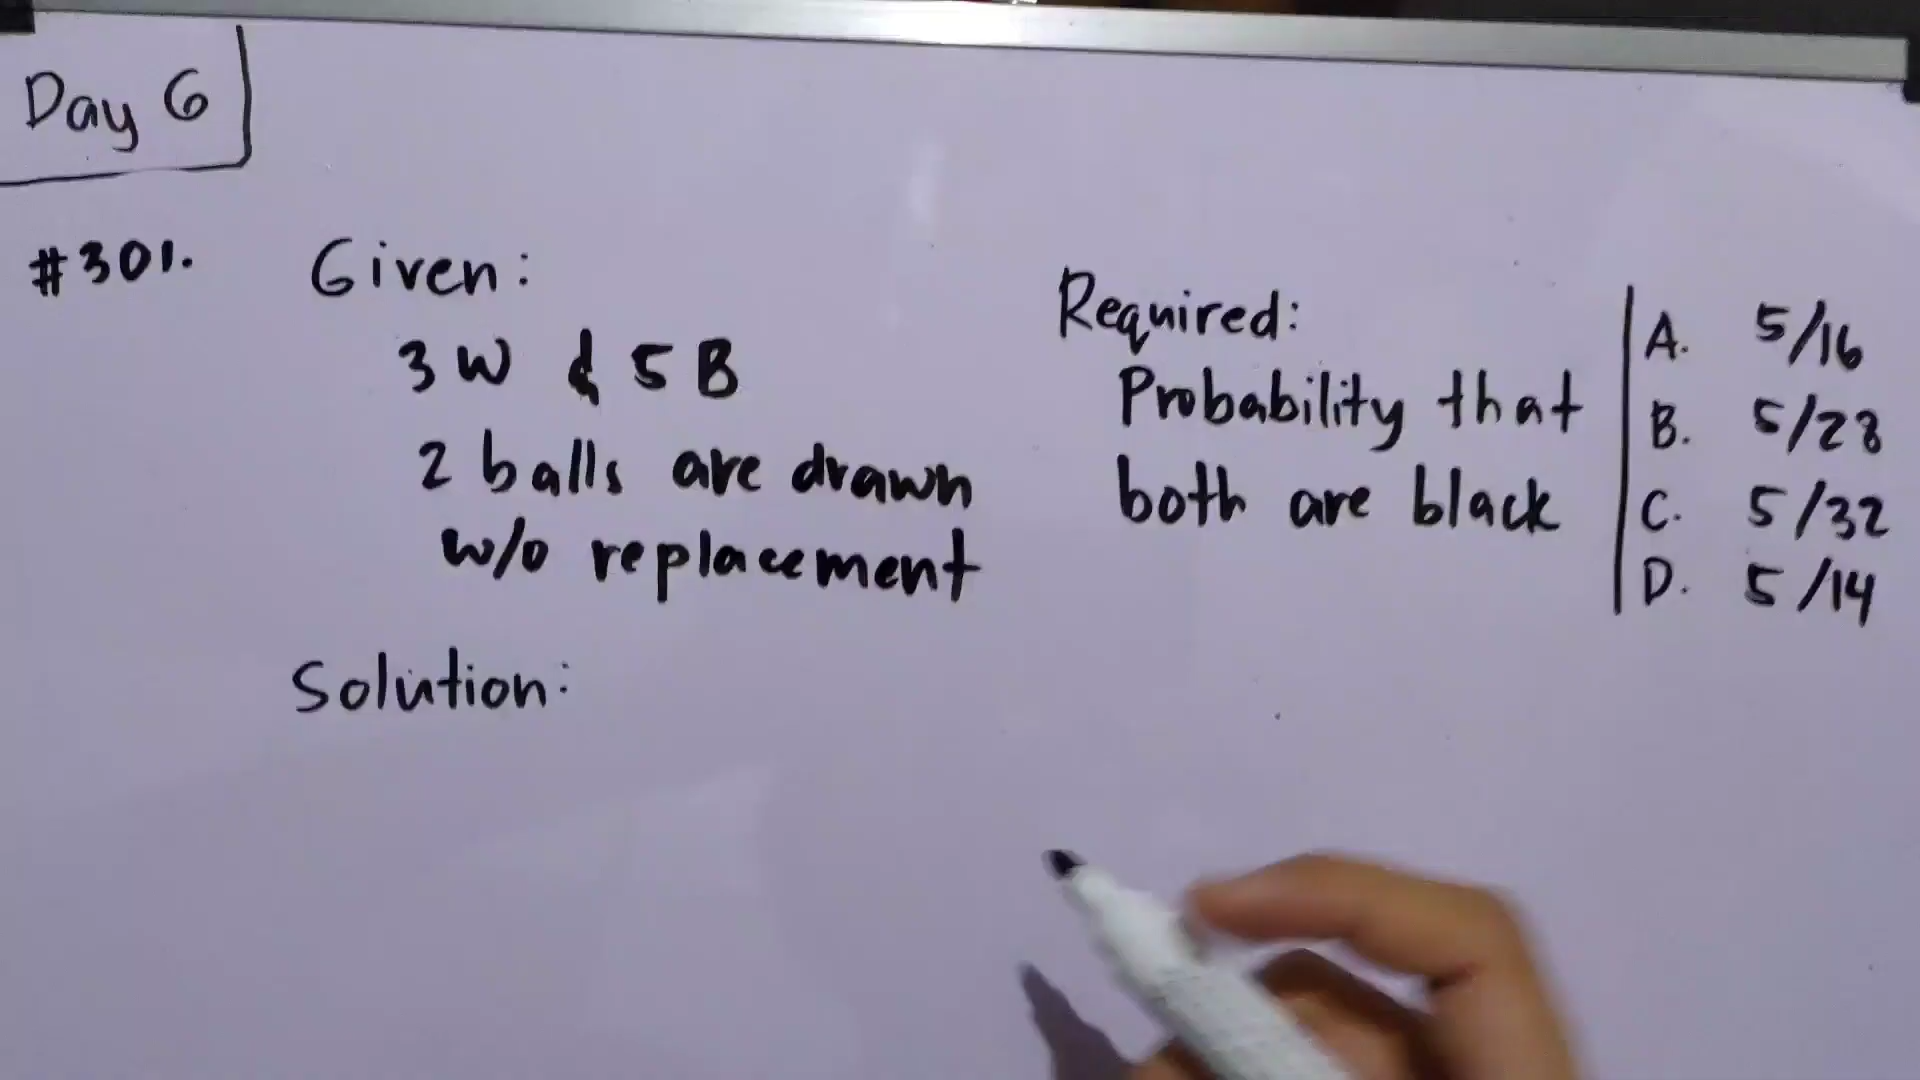 Day 6
#301. Given:
3 W & 5 B
2 balls are drawn
w/o replacement
Required:
Probability that
both are black
A. 5/16
B. 5/28
C. 5/32
D. 5/14
Solution: